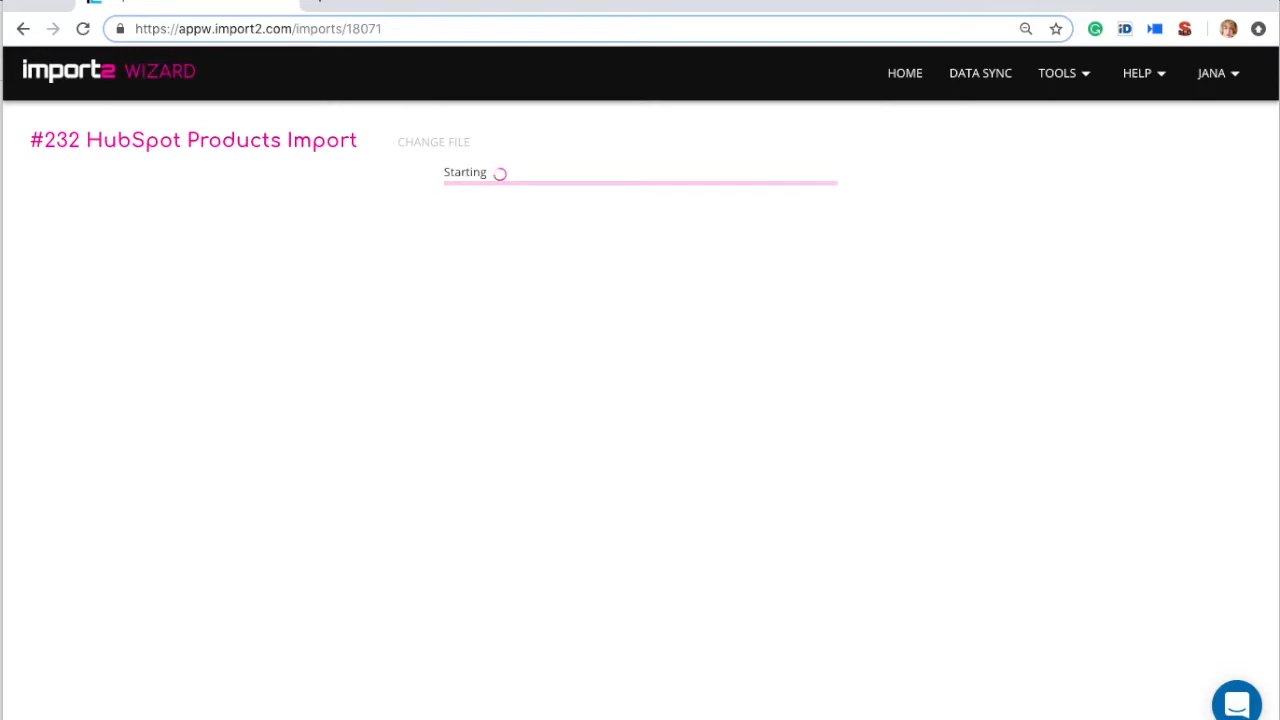 https://appw.import2.com/imports/18071
iD
import2 WIZARD
HOME DATA SYNC TOOLS HELP JANA
#232 HubSpot Products Import CHANGE FILE
Starting